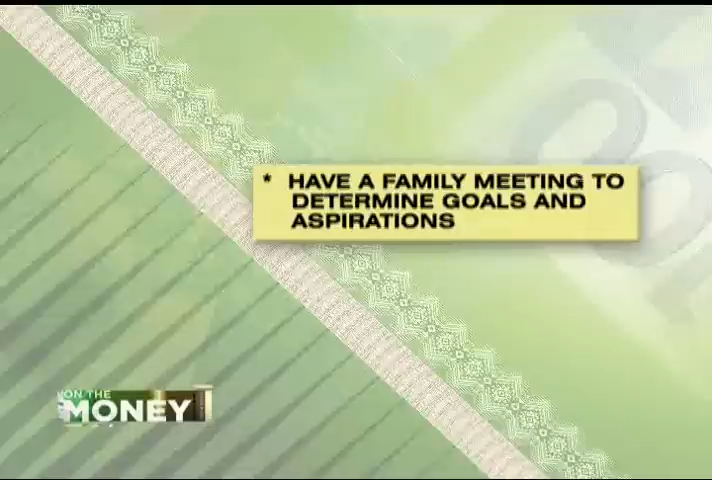 * HAVE A FAMILY MEETING TO
DETERMINE GOALS AND
ASPIRATIONS
ON THE
MONEY